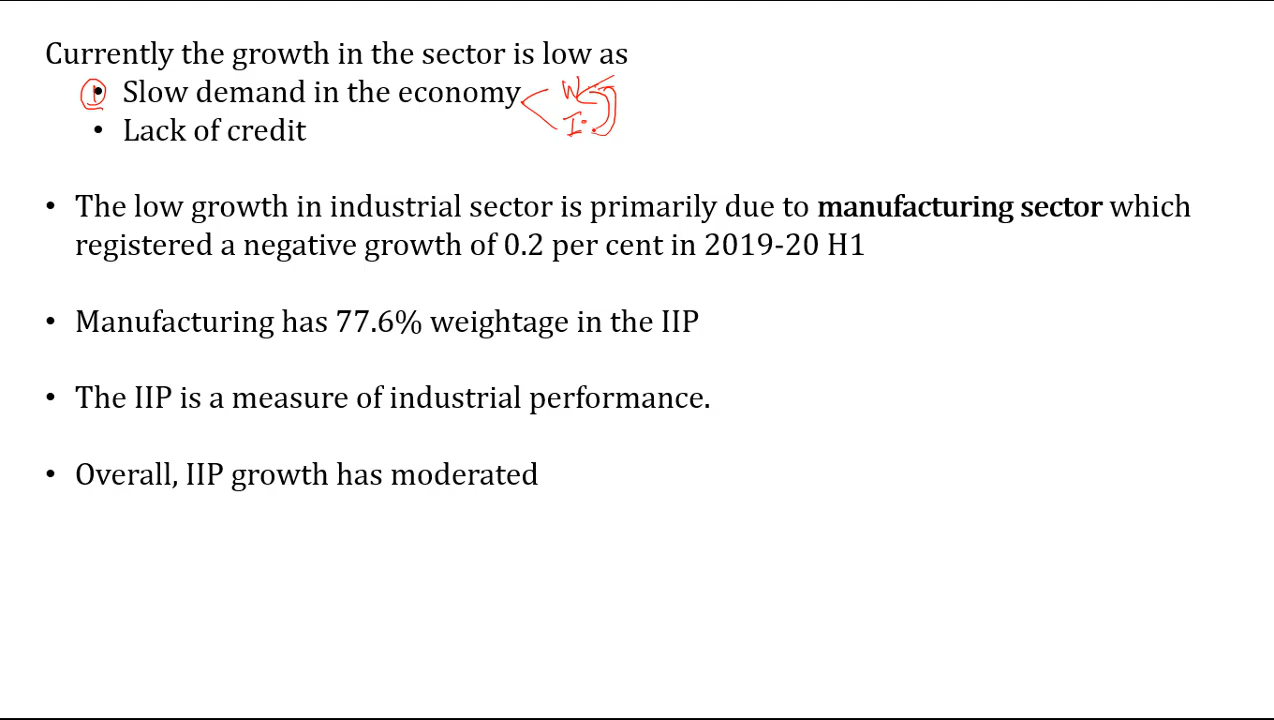 Currently the growth in the sector is low as
• Slow demand in the economy
• Lack of credit
• The low growth in industrial sector is primarily due to manufacturing sector which
registered a negative growth of 0.2 per cent in 2019-20 H1
• Manufacturing has 77.6% weightage in the IIP
• The IIP is a measure of industrial performance.
• Overall, IIP growth has moderated